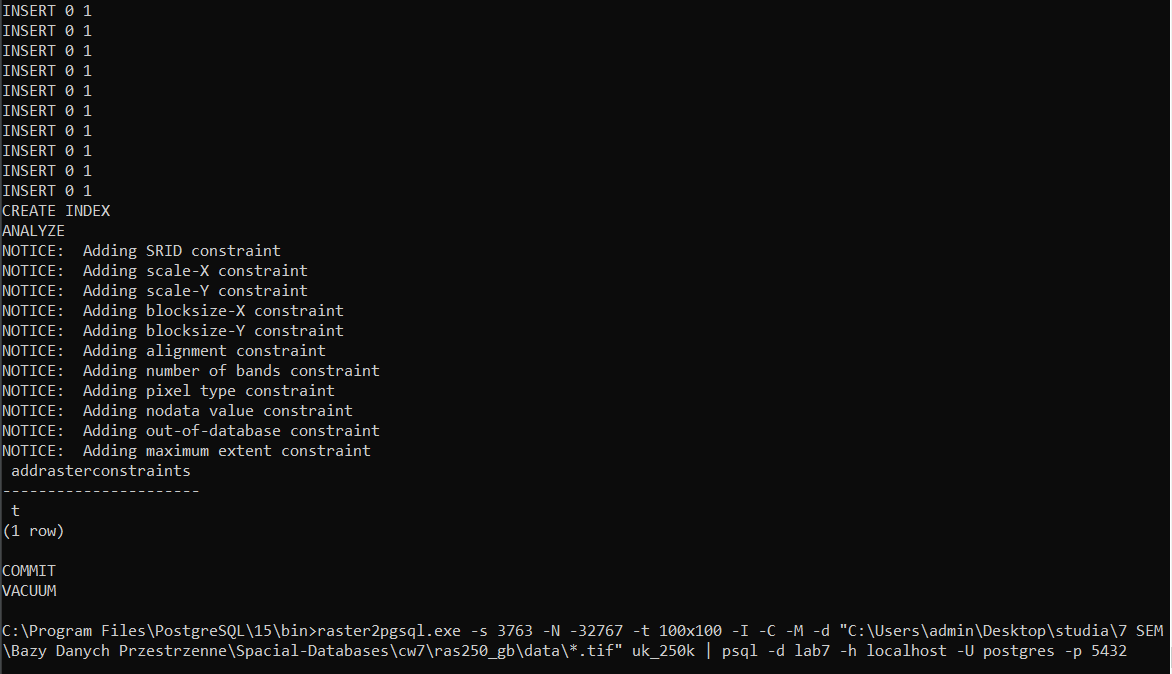 INSERT 0 1
INSERT 0 1
INSERT 0 1
INSERT 0 1
INSERT 0 1
INSERT 0 1
INSERT 0 1
INSERT 0 1
INSERT 0 1
INSERT 0 1
CREATE INDEX
ANALYZE
NOTICE:  Adding SRID constraint
NOTICE:  Adding scale-X constraint
NOTICE:  Adding scale-Y constraint
NOTICE:  Adding blocksize-X constraint
NOTICE:  Adding blocksize-Y constraint
NOTICE:  Adding alignment constraint
NOTICE:  Adding number of bands constraint
NOTICE:  Adding pixel type constraint
NOTICE:  Adding nodata value constraint
NOTICE:  Adding out-of-database constraint
NOTICE:  Adding maximum extent constraint
 addrasterconstraints
----------------------
 t
(1 row)

COMMIT
VACUUM

C:\Program Files\PostgreSQL\15\bin>raster2pgsql.exe -s 3763 -N -32767 -t 100x100 -I -C -M -d "C:\Users\admin\Desktop\studia\7 SEM
\Bazy Danych Przestrzenne\Spacial-Databases\cw7\ras250_gb\data\*.tif" uk_250k | psql -d lab7 -h localhost -U postgres -p 5432